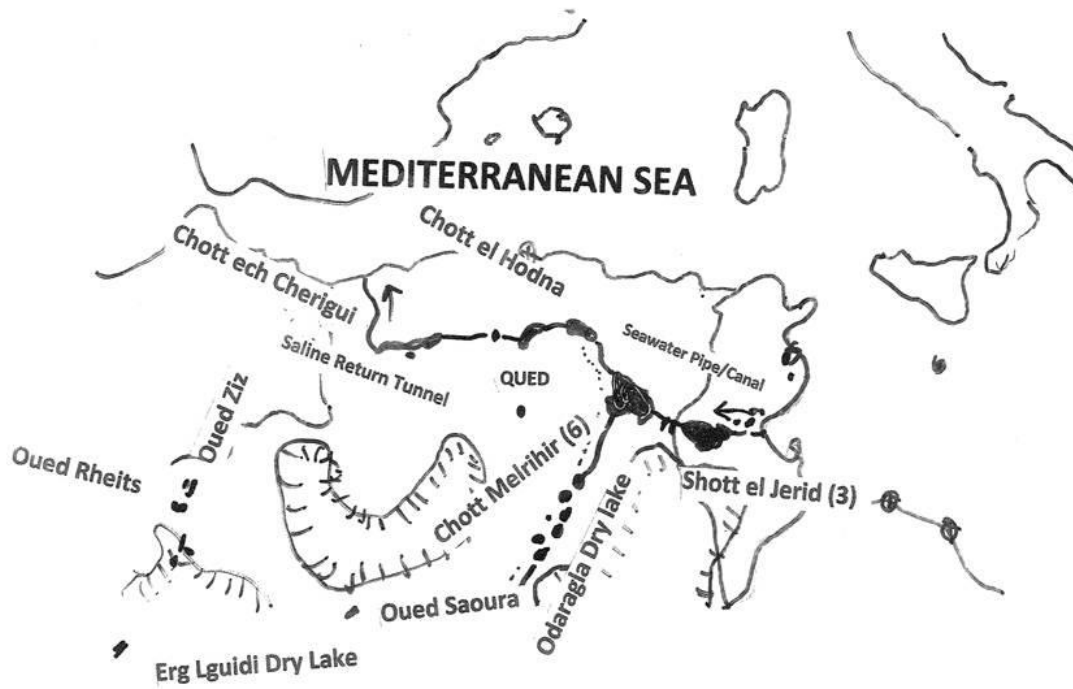 MEDITERRANEAN SEA
Chott el Hodna
Chott ech Cherigui
Seawater Pipe/Canal
Saline Return Tunnel
QUED
Oued Ziz
Oued Rheits
Chott Melrihir (6)
Shott el Jerid (3)
Odaragla Dry lake
Oued Saoura
Erg Lguidi Dry Lake